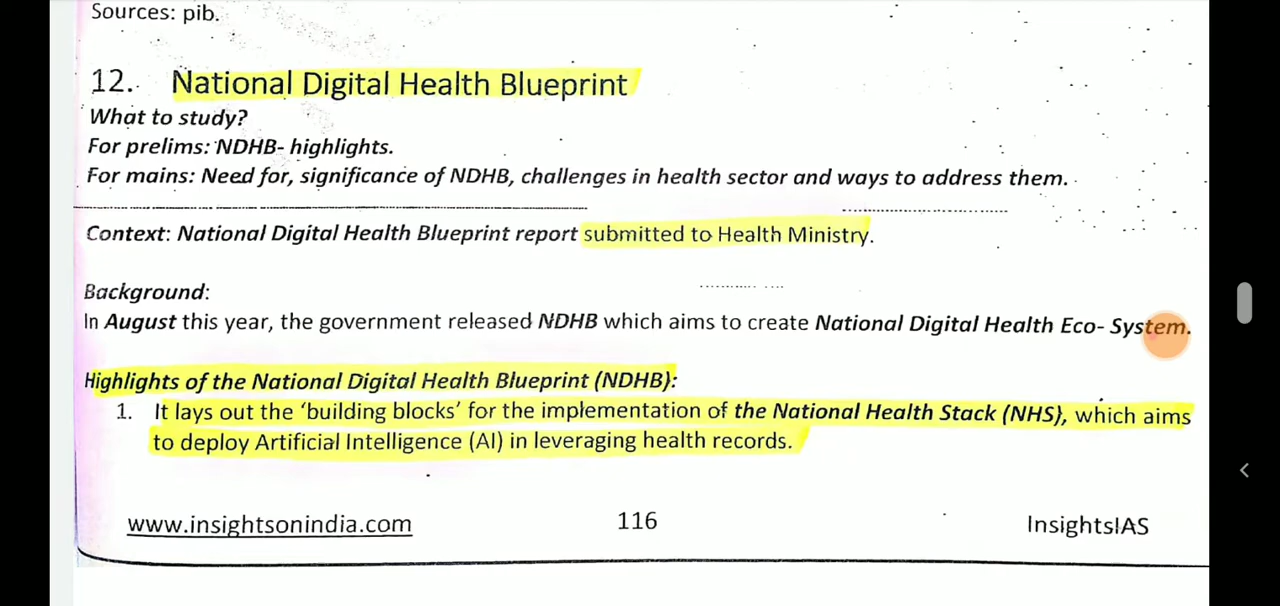 Sources: pib.
12. National Digital Health Blueprint
What to study?
For prelims: NDHB- highlights.
For mains: Need for, significance of NDHB, challenges in health sector and ways to address them.
Context: National Digital Health Blueprint report submitted to Health Ministry.
Background:
In August this year, the government released NDHB which aims to create National Digital Health Eco- System.
Highlights of the National Digital Health Blueprint (NDHB):
1. It lays out the ‘building blocks’ for the implementation of the National Health Stack (NHS), which aims
to deploy Artificial Intelligence (AI) in leveraging health records.
www.insightsonindia.com 116 InsightsIAS